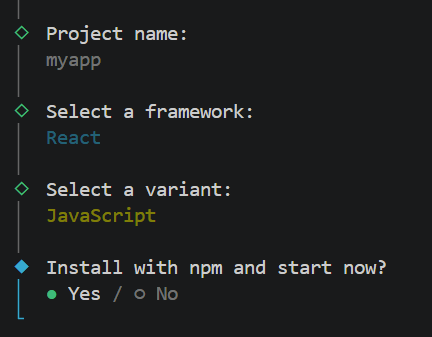 Project name:
myapp
Select a framework:
React
Select a variant:
JavaScript
Install with npm and start now?
● Yes / ○ No